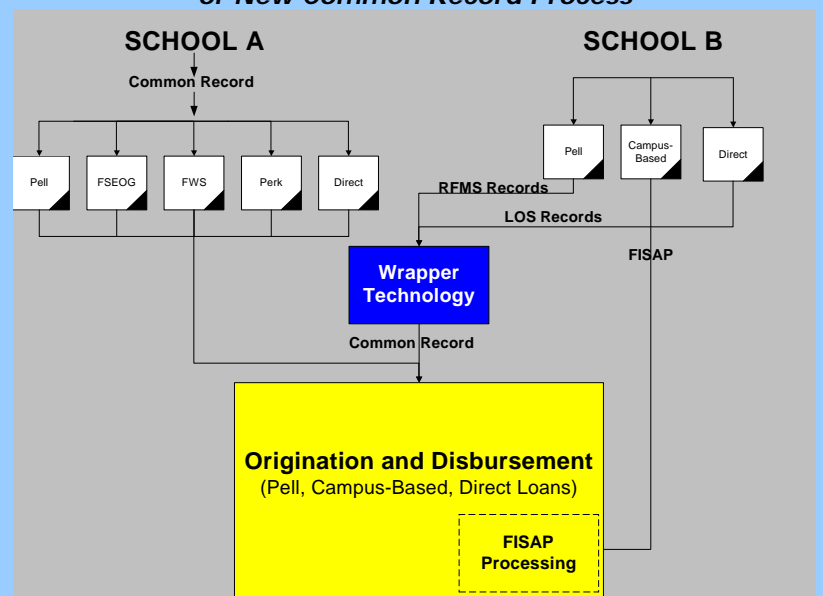 or New Common Record Process
SCHOOL A
SCHOOL B
Common Record
Pell
FSEOG
FWS
Perk
Direct
Pell
Campus-
Based
Direct
RFMS Records
LOS Records
FISAP
Wrapper
Technology
Common Record
Origination and Disbursement
(Pell, Campus-Based, Direct Loans)
FISAP
Processing